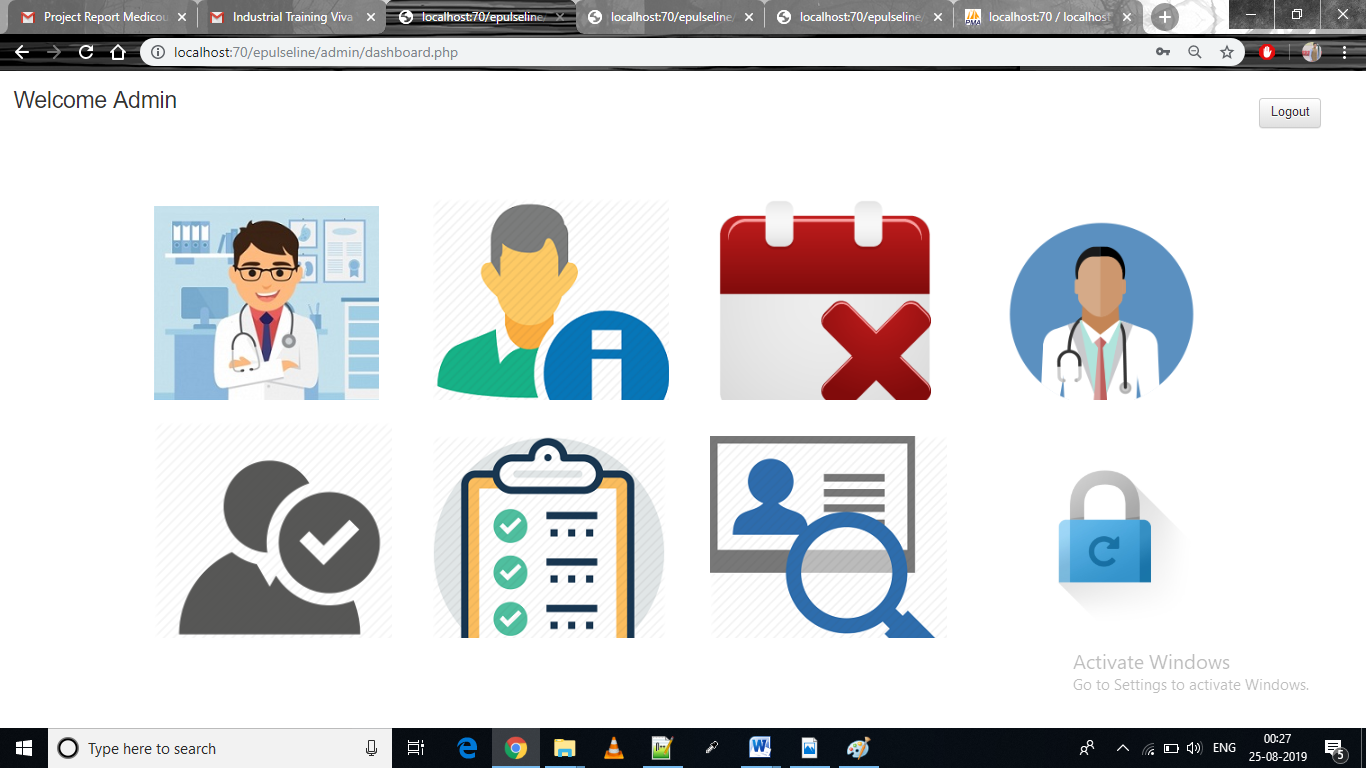 Project Report Medicou
Industrial Training Viva
localhost:70/epulseline
localhost:70/epulseline/
localhost:70/epulseline/
PMA
localhost:70 / localhost
localhost:70/epulseline/admin/dashboard.php
Welcome Admin
Logout
Activate Windows
Go to Settings to activate Windows.
Type here to search
ENG
00:27
25-08-2019
5